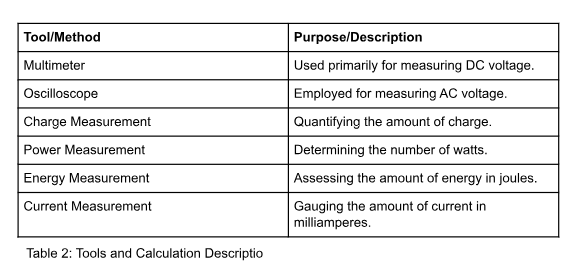 Tool/Method Purpose/Description
Multimeter Used primarily for measuring DC voltage.
Oscilloscope Employed for measuring AC voltage.
Charge Measurement Quantifying the amount of charge.
Power Measurement Determining the number of watts.
Energy Measurement Assessing the amount of energy in joules.
Current Measurement Gauging the amount of current in
milliamperes.
Table 2: Tools and Calculation Descriptio